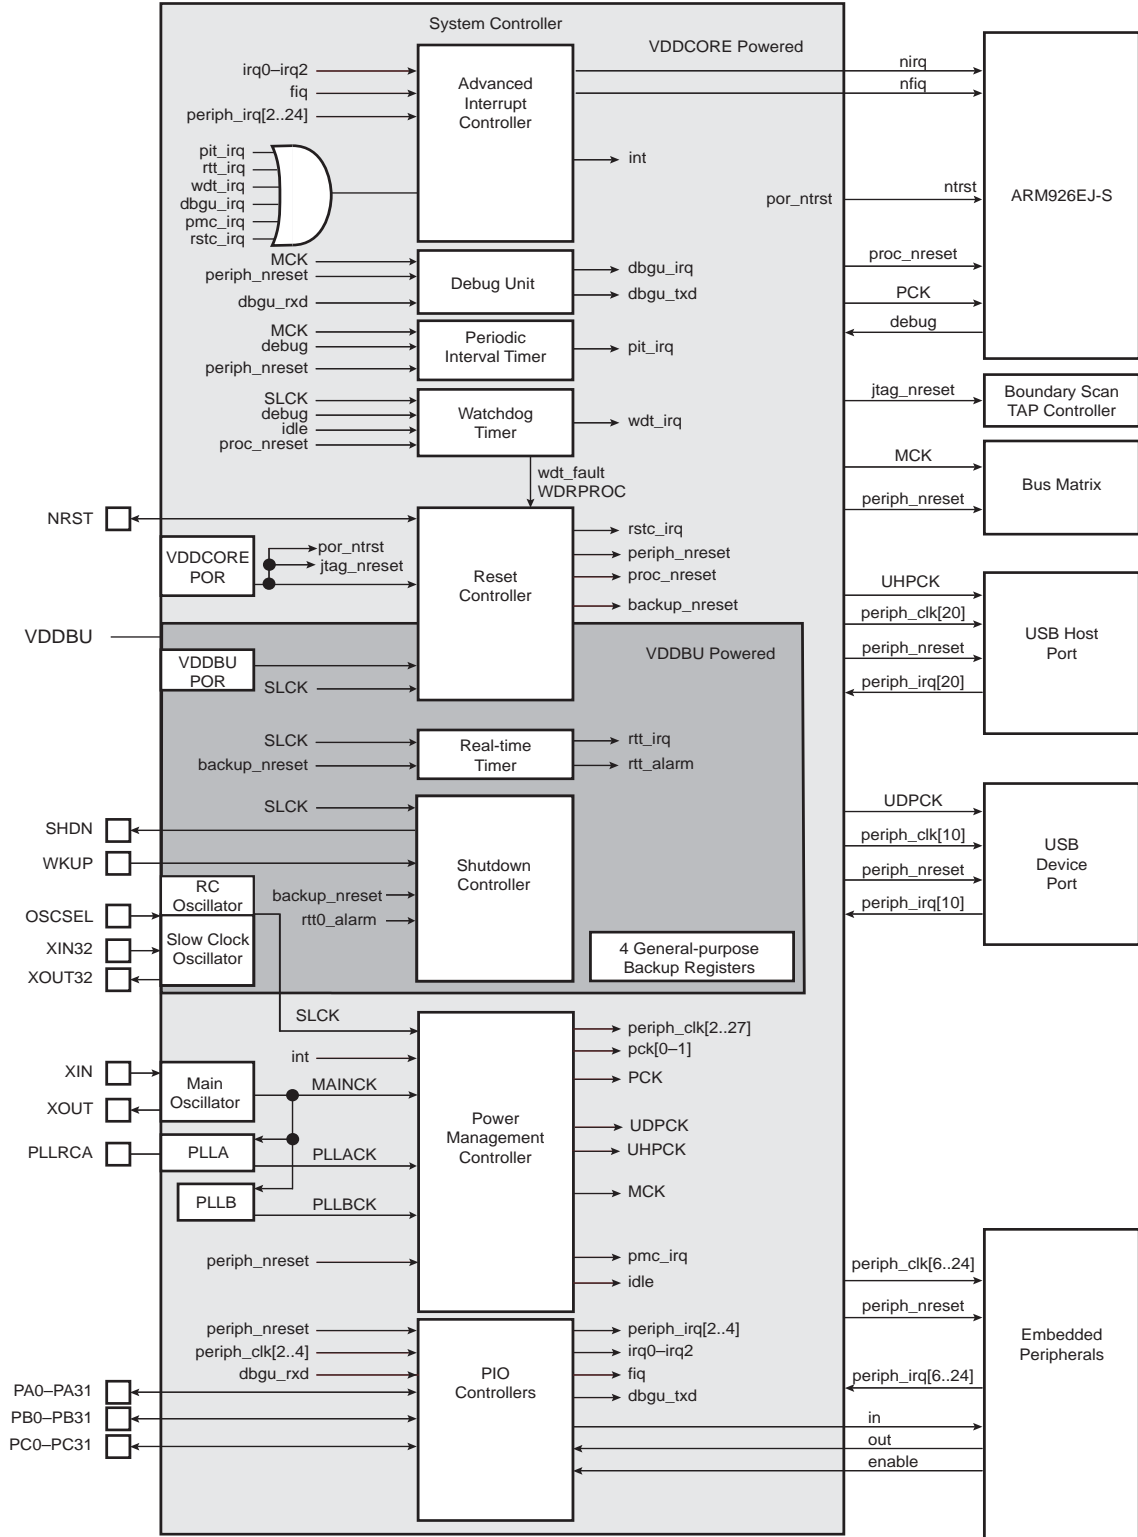 System Controller
VDDCORE Powered
irq0–irq2
fiq
periph_irq[2..24]
Advanced
Interrupt
Controller
nirq
nfiq
int
pit_irq
rtt_irq
wdt_irq
dbgu_irq
pmc_irq
rstc_irq
por_ntrst
ntrst
ARM926EJ-S
MCK
periph_nreset
dbgu_rxd
Debug Unit
dbgu_irq
dbgu_txd
proc_nreset
PCK
debug
MCK
debug
periph_nreset
Periodic
Interval Timer
pit_irq
SLCK
debug
idle
proc_nreset
Watchdog
Timer
wdt_irq
jtag_nreset
Boundary Scan
TAP Controller
wdt_fault
WDRPROC
MCK
periph_nreset
Bus Matrix
NRST
VDDCORE
POR
por_ntrst
jtag_nreset
Reset
Controller
rstc_irq
periph_nreset
proc_nreset
backup_nreset
VDDBU
VDDBU
POR
SLCK
VDDBU Powered
UHPCK
periph_clk[20]
periph_nreset
periph_irq[20]
USB Host
Port
SLCK
backup_nreset
Real-time
Timer
rtt_irq
rtt_alarm
SLCK
SHDN
WKUP
backup_nreset
rtt0_alarm
Shutdown
Controller
UDPCK
periph_clk[10]
periph_nreset
periph_irq[10]
USB
Device
Port
RC
Oscillator
OSCSEL
XIN32
XOUT32
Slow Clock
Oscillator
4 General-purpose
Backup Registers
SLCK
int
XIN
XOUT
Main
Oscillator
MAINCK
PLLRCA
PLLA
PLLACK
PLLB
PLLBCK
periph_nreset
Power
Management
Controller
periph_clk[2..27]
pck[0–1]
PCK
UDPCK
UHPCK
MCK
pmc_irq
idle
periph_nreset
periph_clk[2..4]
dbgu_rxd
PA0–PA31
PB0–PB31
PC0–PC31
PIO
Controllers
periph_irq[2..4]
irq0–irq2
fiq
dbgu_txd
periph_clk[6..24]
periph_nreset
periph_irq[6..24]
in
out
enable
Embedded
Peripherals